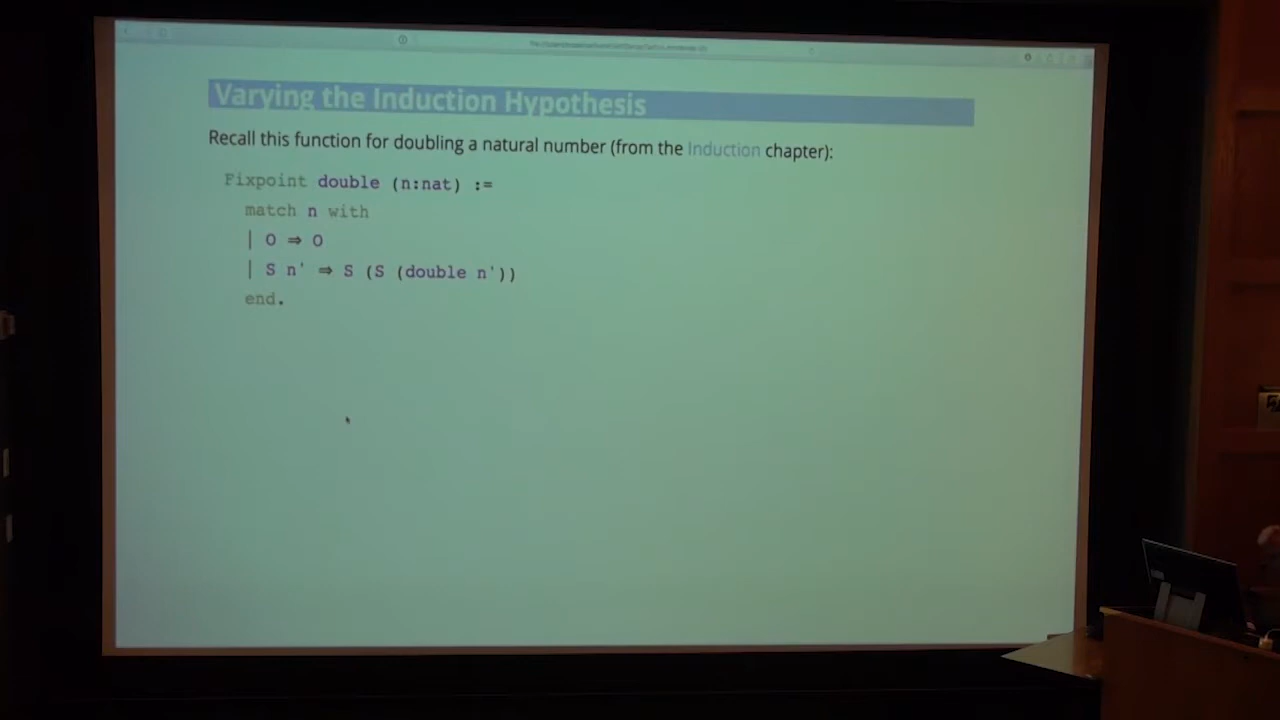 Varying the Induction Hypothesis
Recall this function for doubling a natural number (from the Induction chapter):
Fixpoint double (n:nat) :=
match n with
| O ⇒ O
| S n' ⇒ S (S (double n'))
end.